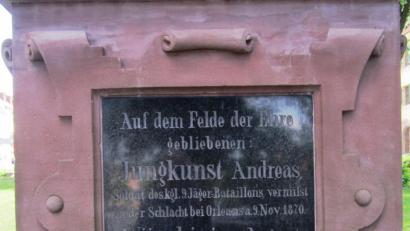 Auf dem Felde der Ehre
gebliebenen:
Jungkunst Andreas,
Soldat des kgl. 9. Jäger-Bataillons, vermißt
der Schlacht bei Orleans a. 9. Nov. 1870.